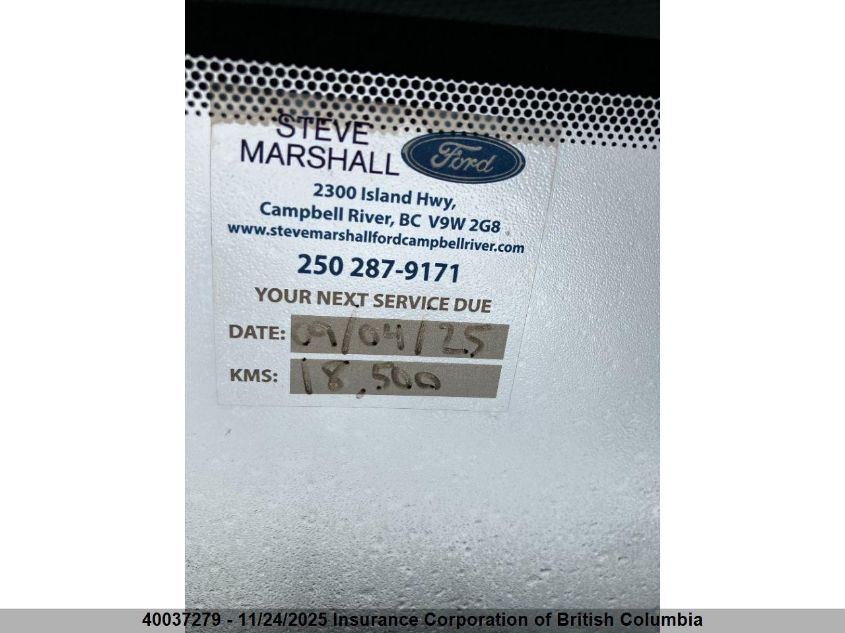 STEVE
MARSHALL Ford
2300 Island Hwy,
Campbell River, BC V9W 2G8
www.stevemarshallfordcampbellriver.com
250 287-9171
YOUR NEXT SERVICE DUE
DATE: 09/04/25
KMS: 18,500
40037279 - 11/24/2025 Insurance Corporation of British Columbia